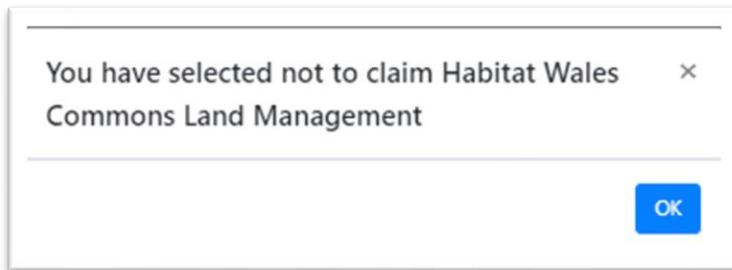 You have selected not to claim Habitat Wales ×
Commons Land Management
OK